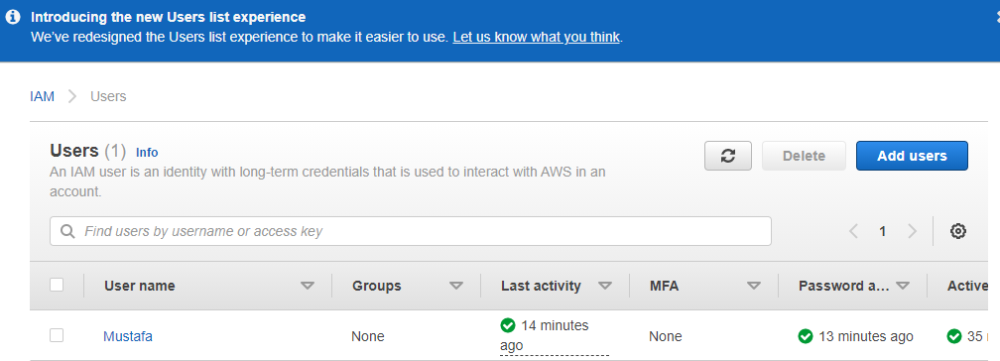 Introducing the new Users list experience
We've redesigned the Users list experience to make it easier to use. Let us know what you think.
IAM Users
Users (1) Info
An IAM user is an identity with long-term credentials that is used to interact with AWS in an
account.
Delete
Add users
Find users by username or access key
1
User name Groups Last activity MFA Password a... Active
Mustafa None 14 minutes ago None 13 minutes ago 35